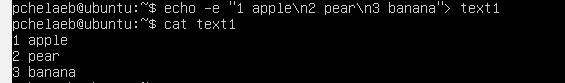 pchelaeb@ubuntu:~$ echo -e "1 apple\n2 pear\n3 banana"> text1
pchelaeb@ubuntu:~$ cat text1
1 apple
2 pear
3 banana